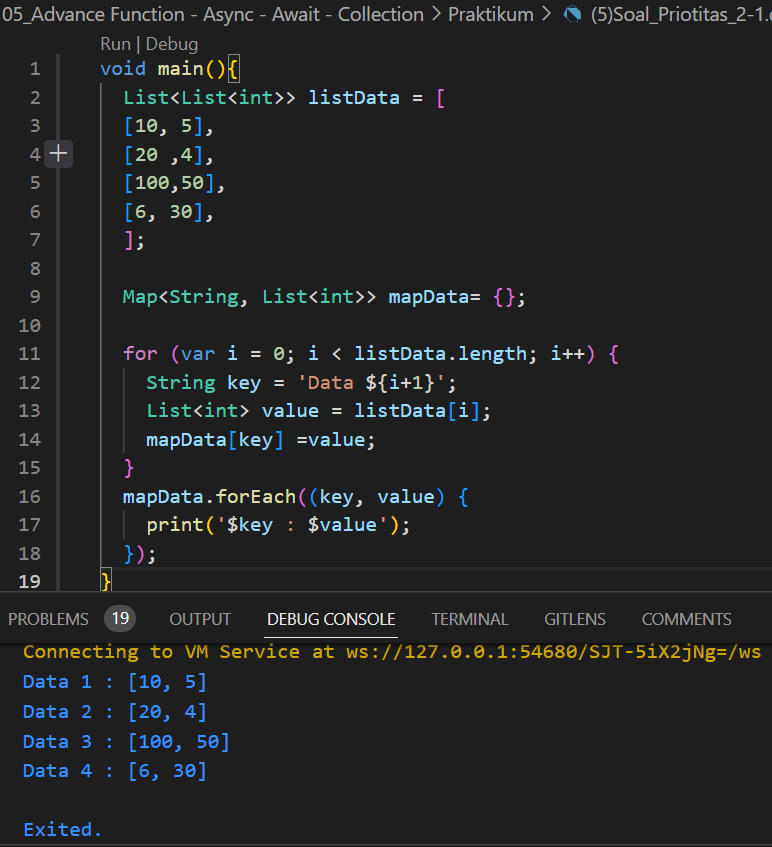 05_Advance Function - Async - Await - Collection > Praktikum > (5)Soal_Priotitas_2-1.
Run | Debug
1 void main(){
2 List<List<int>> listData = [
3 [10, 5],
4 [20 ,4],
5 [100,50],
6 [6, 30],
7 ];
8
9 Map<String, List<int>> mapData= {};
10
11 for (var i = 0; i < listData.length; i++) {
12 String key = 'Data ${i+1}';
13 List<int> value = listData[i];
14 mapData[key] =value;
15 }
16 mapData.forEach((key, value) {
17 print('$key : $value');
18 });
19 }
PROBLEMS 19 OUTPUT DEBUG CONSOLE TERMINAL GITLENS COMMENTS
Connecting to VM Service at ws://127.0.0.1:54680/SJT-5iX2jNg=/ws
Data 1 : [10, 5]
Data 2 : [20, 4]
Data 3 : [100, 50]
Data 4 : [6, 30]
Exited.